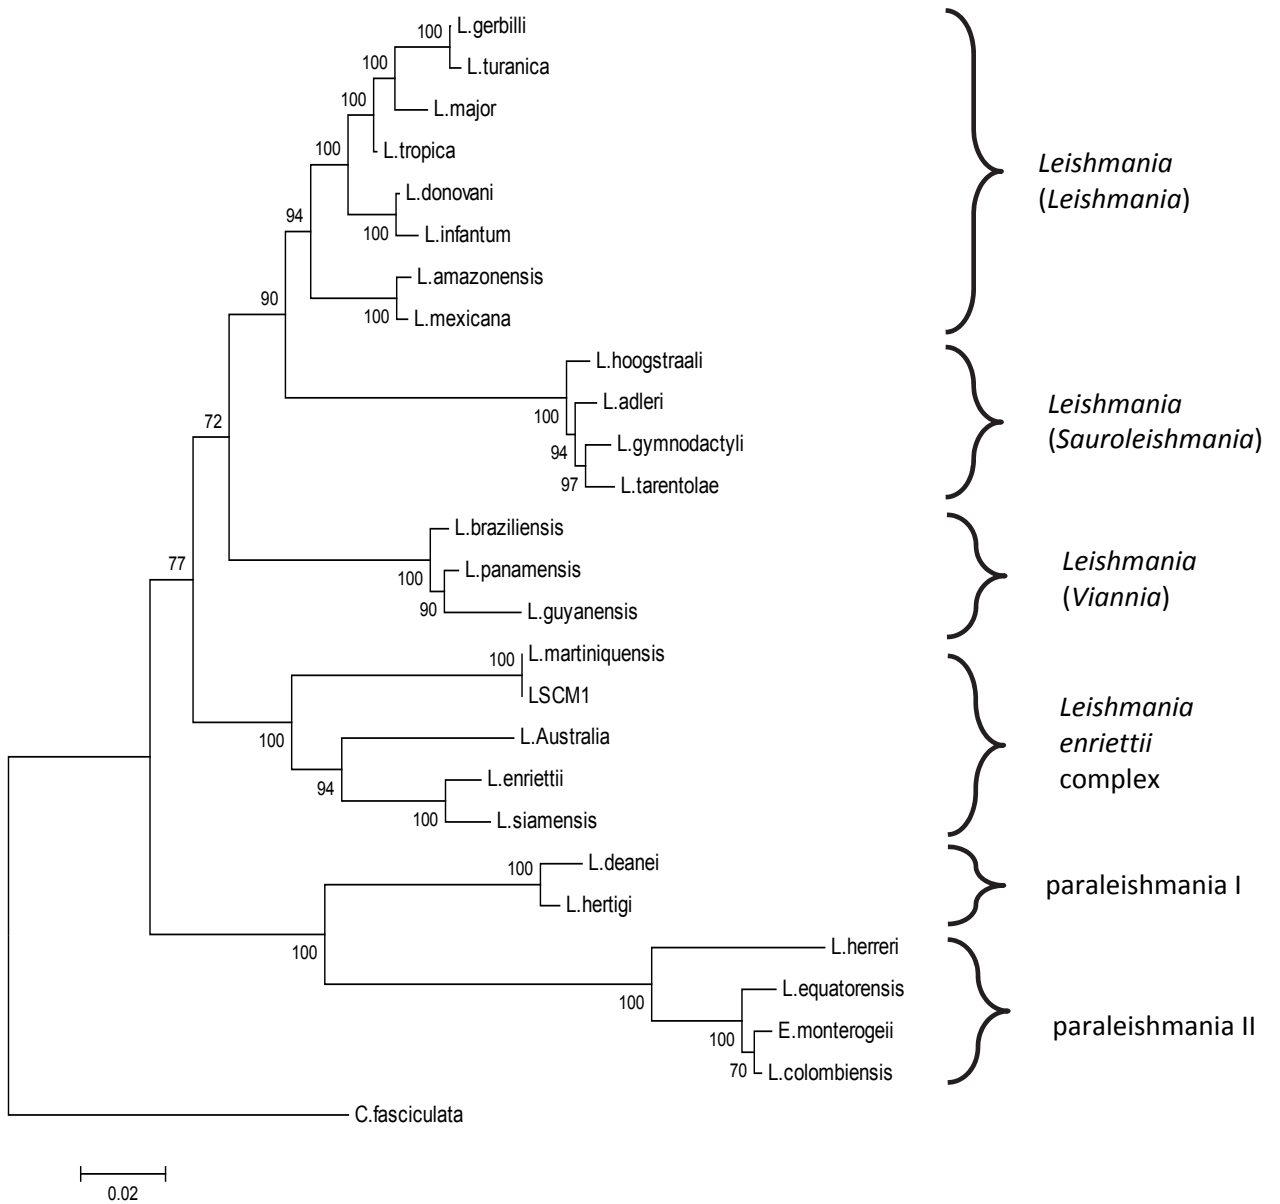 100
L.gerbilli
L.turanica
100
L.major
100
L.tropica
100
L.donovani
100
L.infantum
94
L.amazonensis
100
L.mexicana
90
Leishmania
(Leishmania)
L.hoogstraali
100
L.adleri
94
L.gymnodactyli
97
L.tarentolae
Leishmania
(Sauroleishmania)
72
L.braziliensis
100
L.panamensis
90
L.guyanensis
Leishmania
(Viannia)
77
100
L.martiniquensis
LSCM1
100
L.Australia
94
L.enriettii
100
L.siamensis
Leishmania
enriettii
complex
100
L.deanei
L.hertigi
paraleishmania I
100
L.herreri
100
L.equatorensis
100
E.monterogeii
70
L.colombiensis
paraleishmania II
C.fasciculata
0.02